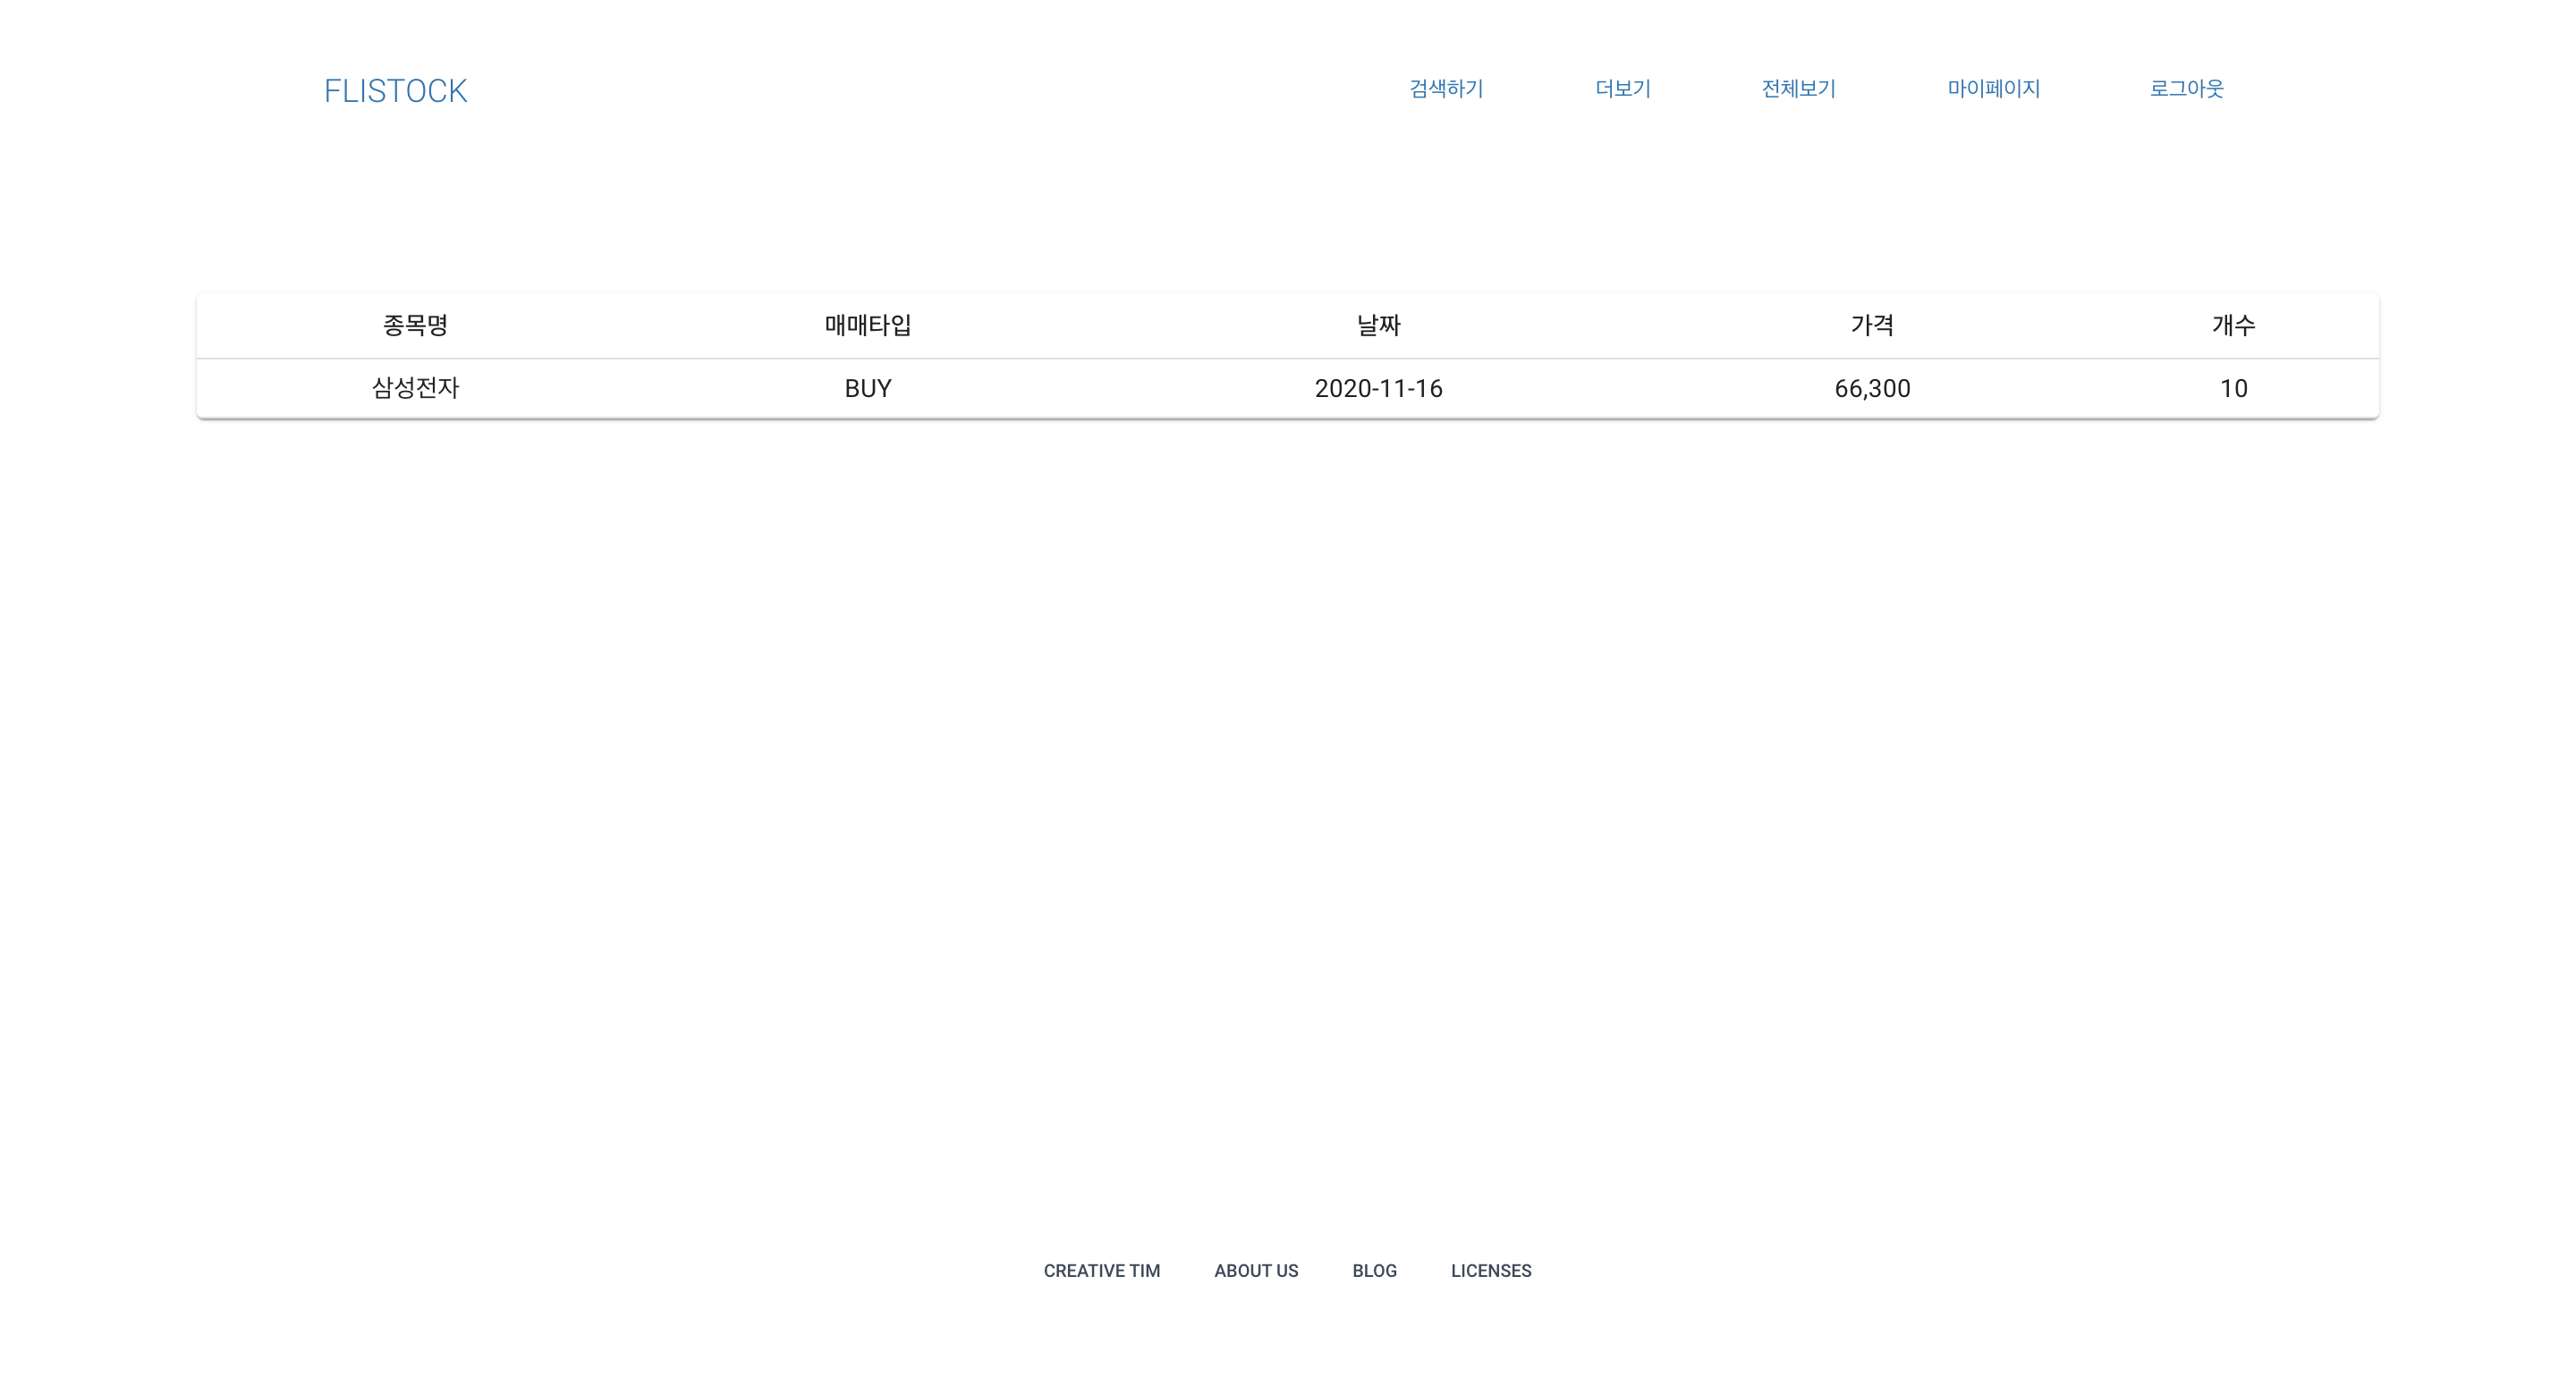 FLISTOCK 검색하기 더보기 전체보기 마이페이지 로그아웃
종목명 매매타입 날짜 가격 개수
삼성전자 BUY 2020-11-16 66,300 10
CREATIVE TIM ABOUT US BLOG LICENSES